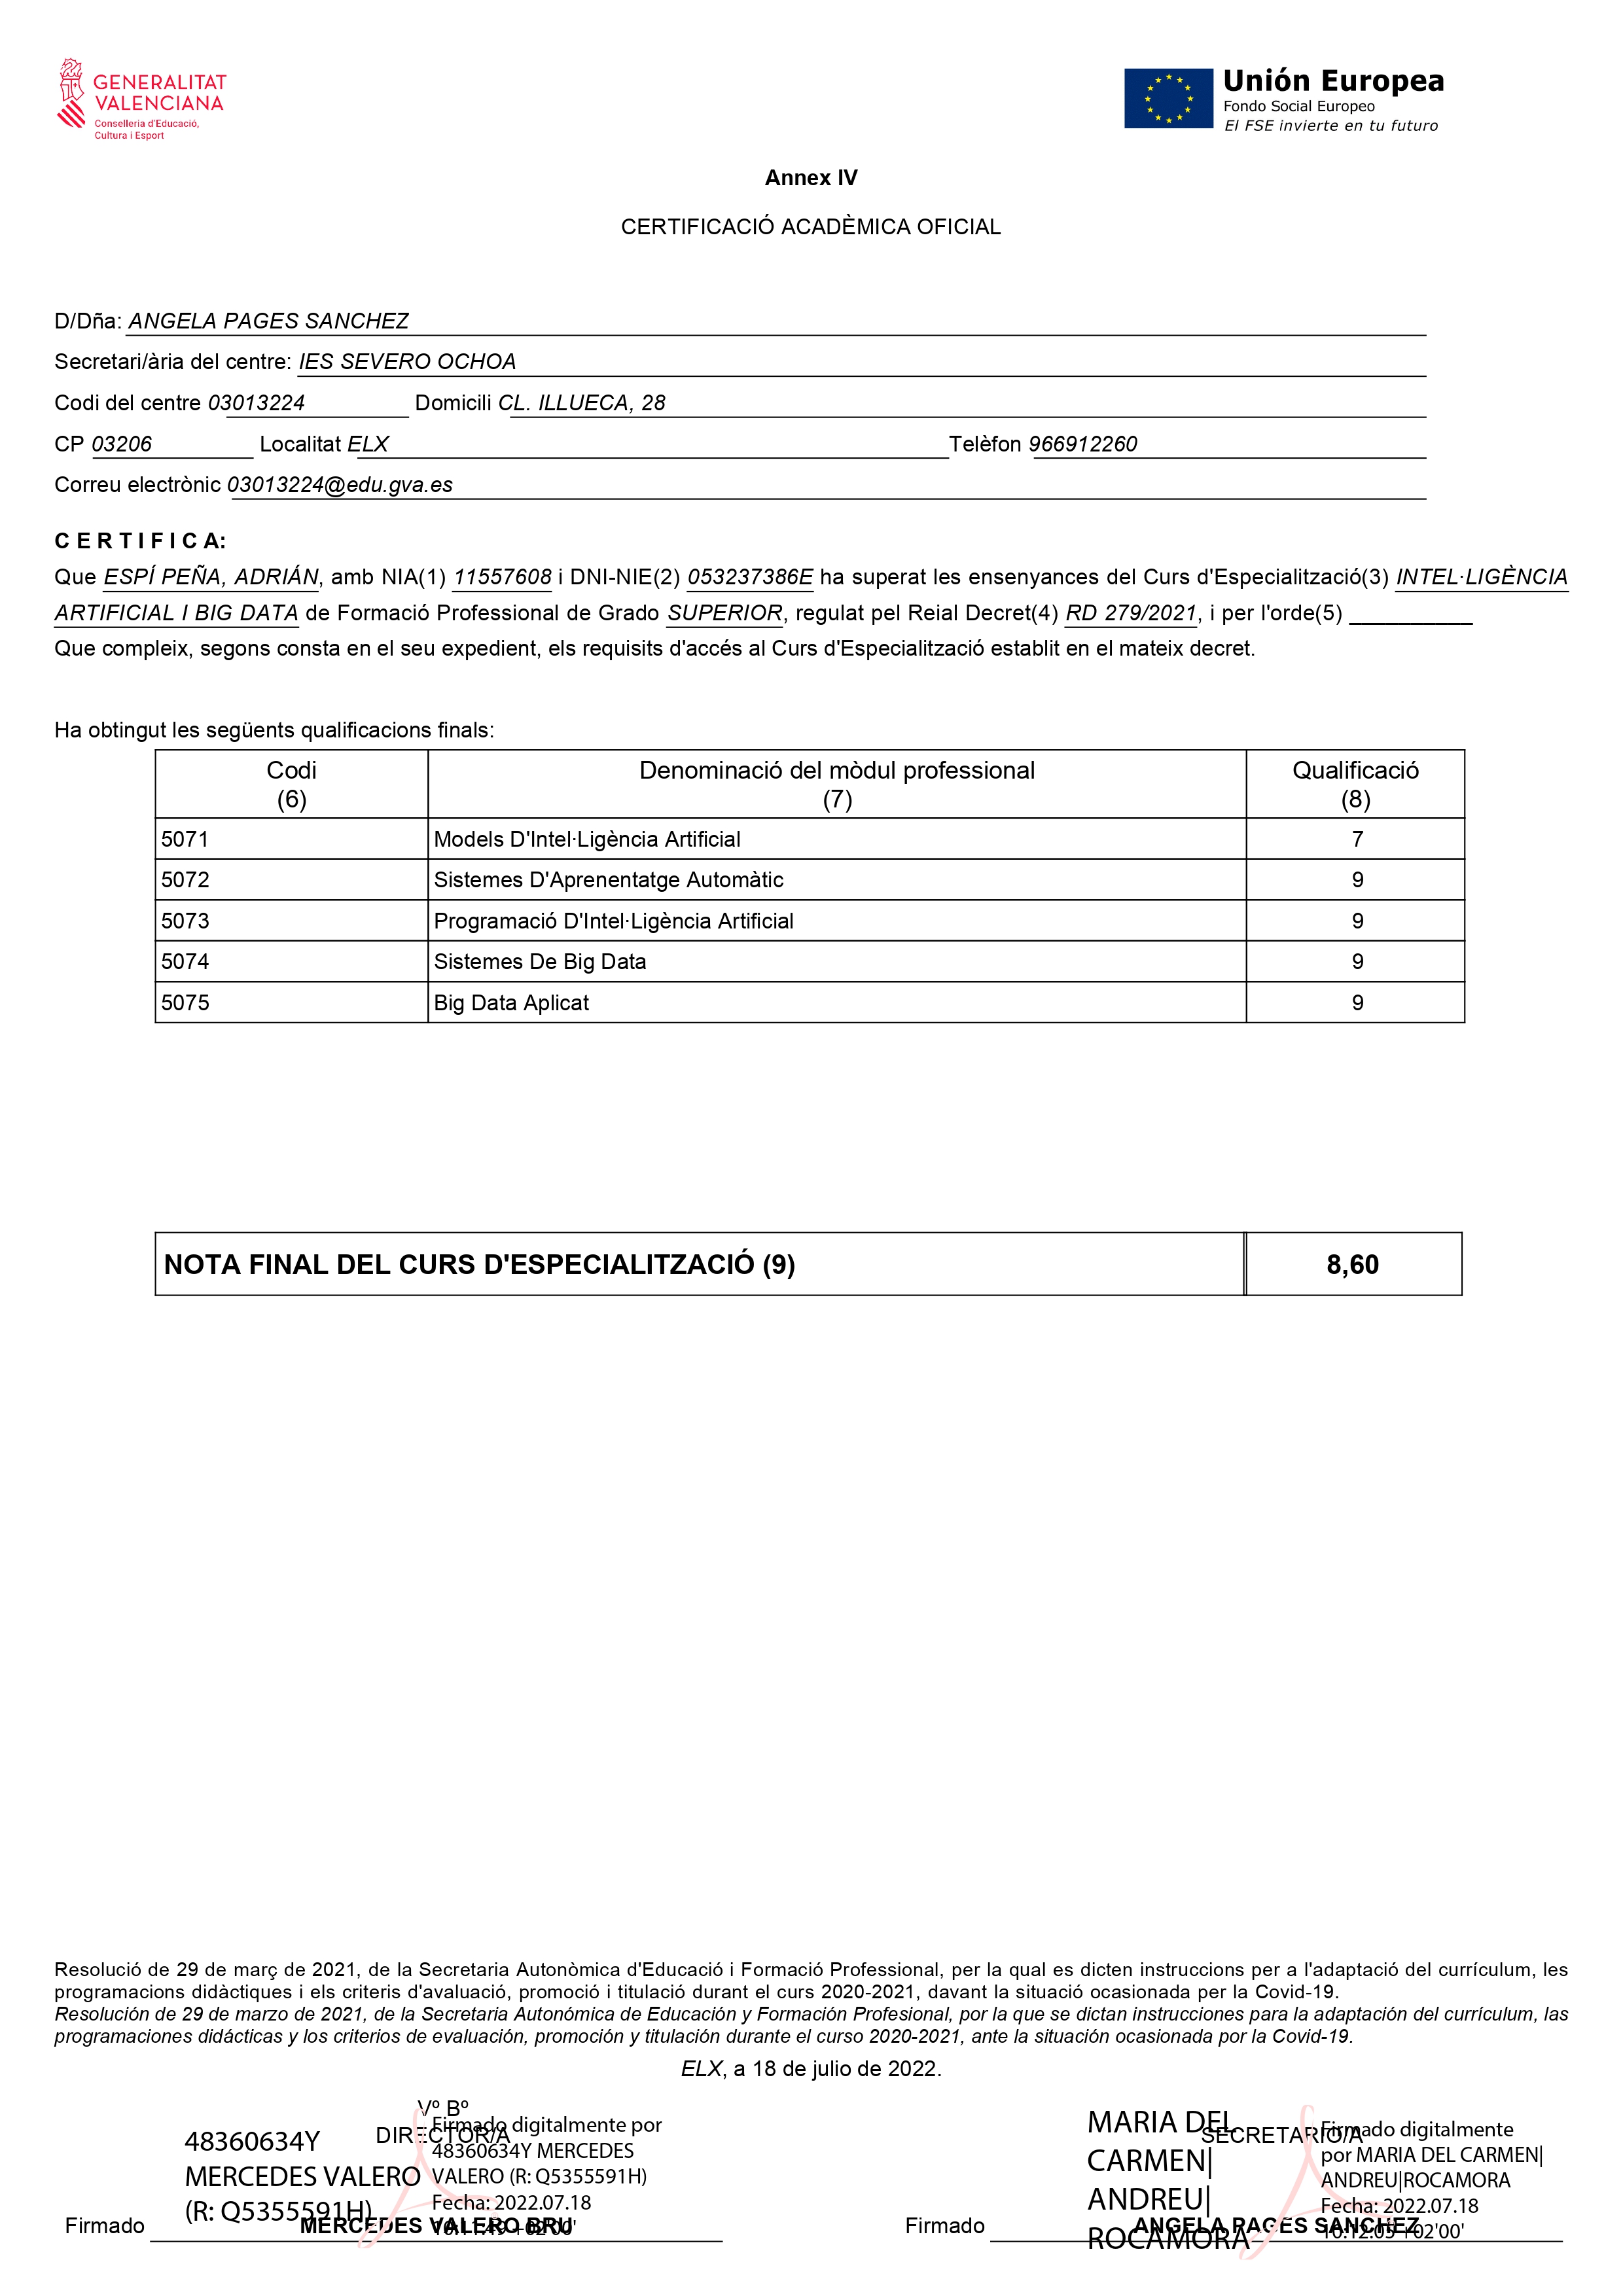 GENERALITAT
VALENCIANA
Conselleria d'Educació,
Cultura i Esport
Unión Europea
Fondo Social Europeo
El FSE invierte en tu futuro
Annex IV
CERTIFICACIÓ ACADÈMICA OFICIAL
D/Dña: ANGELA PAGES SANCHEZ
Secretari/ària del centre: IES SEVERO OCHOA
Codi del centre 03013224 Domicili CL. ILLUECA, 28
CP 03206 Localitat ELX Telèfon 966912260
Correu electrònic 03013224@edu.gva.es
C E R T I F I C A:
Que ESPÍ PEÑA, ADRIÁN, amb NIA(1) 11557608 i DNI-NIE(2) 053237386E ha superat les ensenyances del Curs d'Especialització(3) INTEL·LIGÈNCIA
ARTIFICIAL I BIG DATA de Formació Professional de Grado SUPERIOR, regulat pel Reial Decret(4) RD 279/2021, i per l'orde(5) __________
Que compleix, segons consta en el seu expedient, els requisits d'accés al Curs d'Especialització establit en el mateix decret.
Ha obtingut les següents qualificacions finals:
Codi (6) Denominació del mòdul professional (7) Qualificació (8)
5071 Models D'Intel·Ligència Artificial 7
5072 Sistemes D'Aprenentatge Automàtic 9
5073 Programació D'Intel·Ligència Artificial 9
5074 Sistemes De Big Data 9
5075 Big Data Aplicat 9
NOTA FINAL DEL CURS D'ESPECIALITZACIÓ (9) 8,60
Resolució de 29 de març de 2021, de la Secretaria Autonòmica d'Educació i Formació Professional, per la qual es dicten instruccions per a l'adaptació del currículum, les
programacions didàctiques i els criteris d'avaluació, promoció i titulació durant el curs 2020-2021, davant la situació ocasionada per la Covid-19.
Resolución de 29 de marzo de 2021, de la Secretaria Autonómica de Educación y Formación Profesional, por la que se dictan instrucciones para la adaptación del currículum, las
programaciones didácticas y los criterios de evaluación, promoción y titulación durante el curso 2020-2021, ante la situación ocasionada por la Covid-19.
ELX, a 18 de julio de 2022.
Vº Bº
DIRECTOR/A
48360634Y
MERCEDES VALERO
(R: Q5355591H)
Firmado digitalmente por
48360634Y MERCEDES
VALERO (R: Q5355591H)
Fecha: 2022.07.18
Firmado MERCEDES VALERO BRU
SECRETARIO/A
MARIA DEL
CARMEN|
ANDREU|
ROCAMORA
Firmado digitalmente
por MARIA DEL CARMEN|
ANDREU|ROCAMORA
Fecha: 2022.07.18
Firmado ANGELA PAGES SANCHEZ